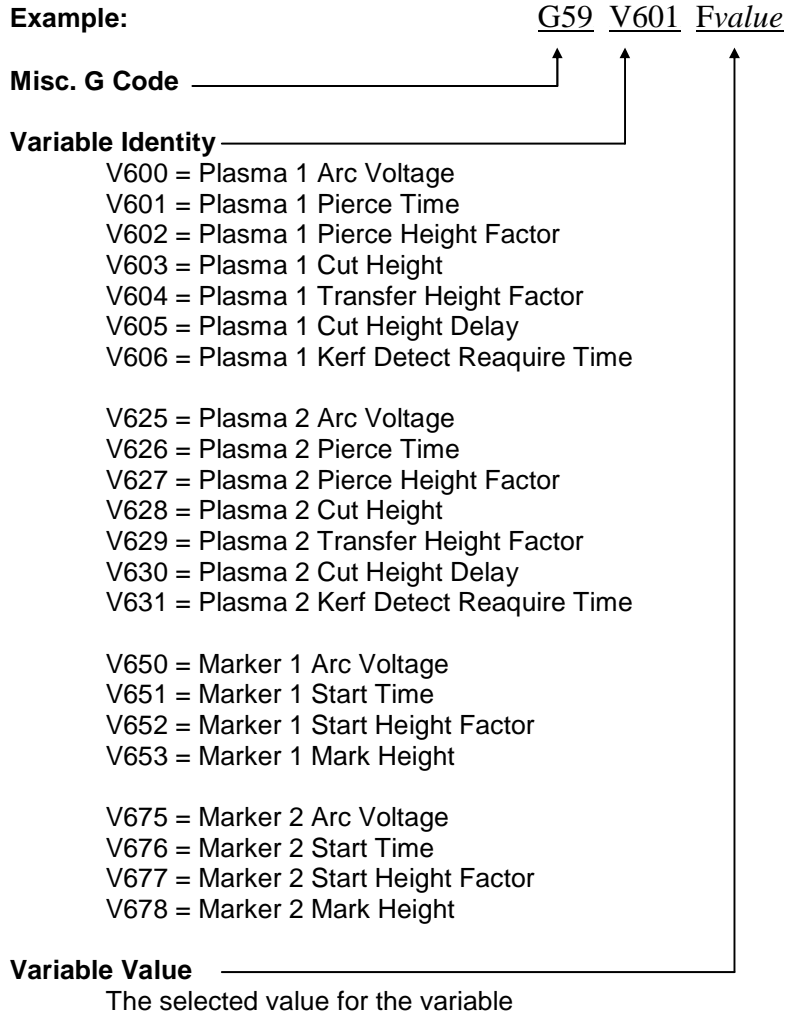 Example: G59 V601 Fvalue
Misc. G Code
Variable Identity
V600 = Plasma 1 Arc Voltage
V601 = Plasma 1 Pierce Time
V602 = Plasma 1 Pierce Height Factor
V603 = Plasma 1 Cut Height
V604 = Plasma 1 Transfer Height Factor
V605 = Plasma 1 Cut Height Delay
V606 = Plasma 1 Kerf Detect Reaquire Time
V625 = Plasma 2 Arc Voltage
V626 = Plasma 2 Pierce Time
V627 = Plasma 2 Pierce Height Factor
V628 = Plasma 2 Cut Height
V629 = Plasma 2 Transfer Height Factor
V630 = Plasma 2 Cut Height Delay
V631 = Plasma 2 Kerf Detect Reaquire Time
V650 = Marker 1 Arc Voltage
V651 = Marker 1 Start Time
V652 = Marker 1 Start Height Factor
V653 = Marker 1 Mark Height
V675 = Marker 2 Arc Voltage
V676 = Marker 2 Start Time
V677 = Marker 2 Start Height Factor
V678 = Marker 2 Mark Height
Variable Value
The selected value for the variable